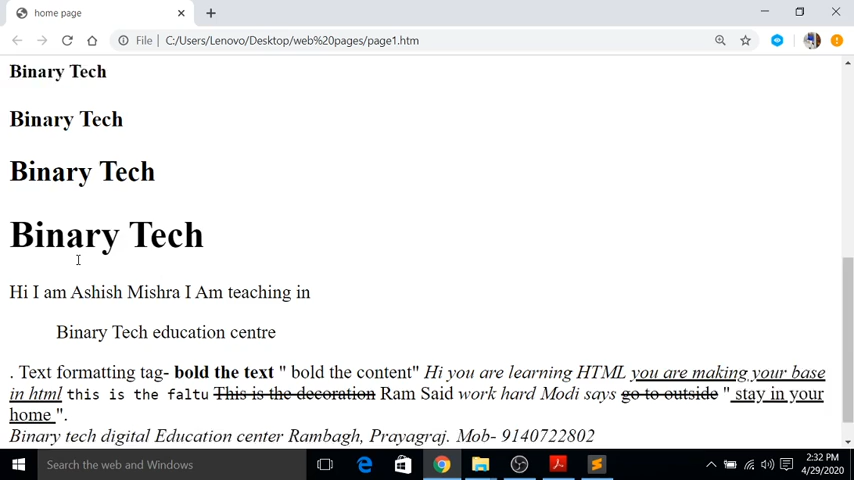 home page
File | C:/Users/Lenovo/Desktop/web%20pages/page1.htm
Binary Tech
Binary Tech
Binary Tech
Binary Tech
Hi I am Ashish Mishra I Am teaching in
Binary Tech education centre
. Text formatting tag- bold the text " bold the content" Hi you are learning HTML you are making your base
in html this is the faltu This is the decoration Ram Said work hard Modi says go to outside " stay in your
home ".
Binary tech digital Education center Rambagh, Prayagraj. Mob- 9140722802
Search the web and Windows
2:32 PM
4/29/2020